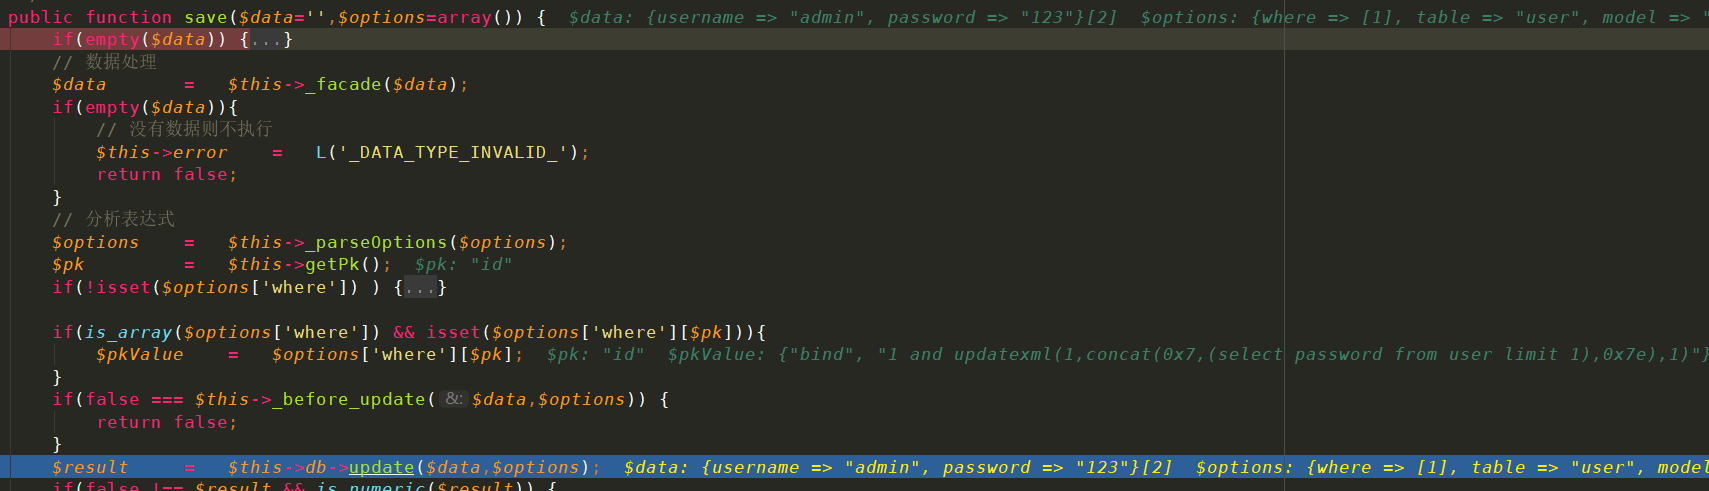 public function save($data='',$options=array()) {  $data: {username => "admin", password => "123"}[2]  $options: {where => [1], table => "user", model => "
    if(empty($data)) {...}
    // 数据处理
    $data       =   $this->_facade($data);
    if(empty($data)){
        // 没有数据则不执行
        $this->error    =   L('_DATA_TYPE_INVALID_');
        return false;
    }
    // 分析表达式
    $options    =   $this->_parseOptions($options);
    $pk         =   $this->getPk();  $pk: "id"
    if(!isset($options['where']) ) {...}
    if(is_array($options['where']) && isset($options['where'][$pk])){
        $pkValue    =   $options['where'][$pk];  $pk: "id"  $pkValue: {"bind", "1 and updatexml(1,concat(0x7,(select password from user limit 1),0x7e),1)"}
    }
    if(false === $this->_before_update( &: $data,$options)) {
        return false;
    }
    $result     =   $this->db->update($data,$options);  $data: {username => "admin", password => "123"}[2]  $options: {where => [1], table => "user", model
    if(false !== $result && is_numeric($result)) {